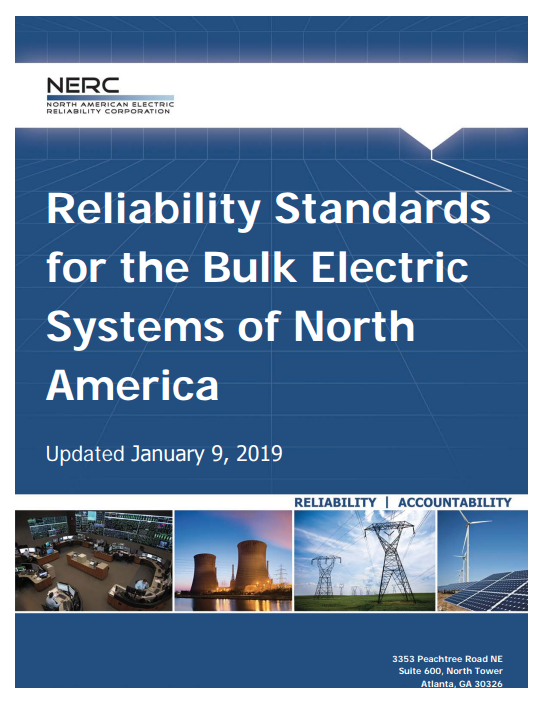 NERC
NORTH AMERICAN ELECTRIC
RELIABILITY CORPORATION
Reliability Standards
for the Bulk Electric
Systems of North
America
Updated January 9, 2019
RELIABILITY | ACCOUNTABILITY
3353 Peachtree Road NE
Suite 600, North Tower
Atlanta, GA 30326